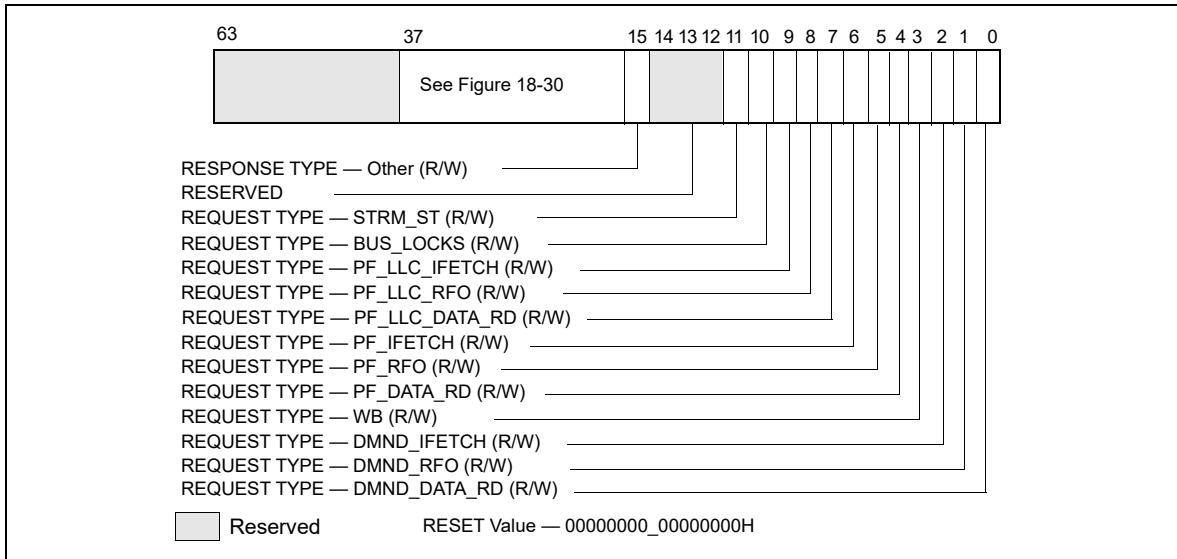 63 37 15 14 13 12 11 10 9 8 7 6 5 4 3 2 1 0
See Figure 18-30
RESPONSE TYPE — Other (R/W)
RESERVED
REQUEST TYPE — STRM_ST (R/W)
REQUEST TYPE — BUS_LOCKS (R/W)
REQUEST TYPE — PF_LLC_IFETCH (R/W)
REQUEST TYPE — PF_LLC_RFO (R/W)
REQUEST TYPE — PF_LLC_DATA_RD (R/W)
REQUEST TYPE — PF_IFETCH (R/W)
REQUEST TYPE — PF_RFO (R/W)
REQUEST TYPE — PF_DATA_RD (R/W)
REQUEST TYPE — WB (R/W)
REQUEST TYPE — DMND_IFETCH (R/W)
REQUEST TYPE — DMND_RFO (R/W)
REQUEST TYPE — DMND_DATA_RD (R/W)
Reserved RESET Value — 00000000_00000000H